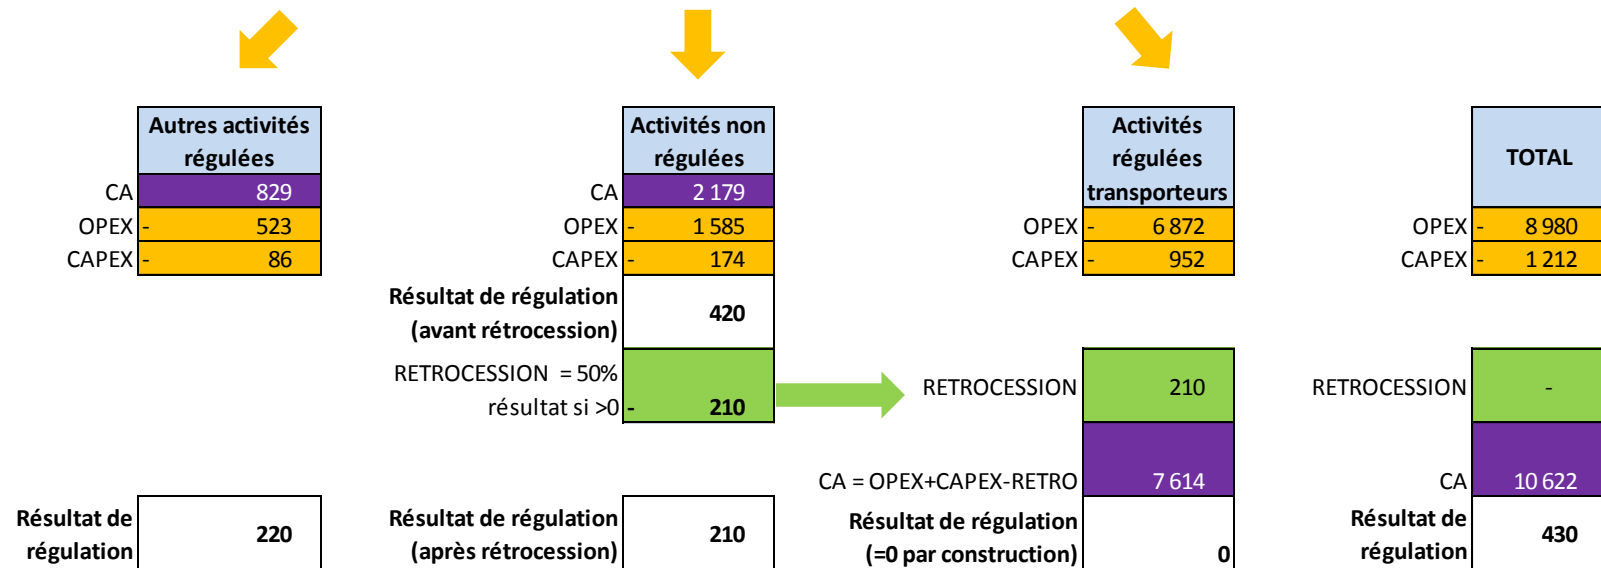 Autres activités
régulées
CA 829
OPEX - 523
CAPEX - 86
Résultat de
régulation
220
Activités non
régulées
CA 2 179
OPEX - 1 585
CAPEX - 174
Résultat de régulation
(avant rétrocession)
420
RETROCESSION = 50%
résultat si >0 - 210
Résultat de régulation
(après rétrocession)
210
Activités
régulées
transporteurs
OPEX - 6 872
CAPEX - 952
RETROCESSION 210
CA = OPEX+CAPEX-RETRO 7 614
Résultat de régulation
(=0 par construction) 0
TOTAL
OPEX - 8 980
CAPEX - 1 212
RETROCESSION -
CA 10 622
Résultat de
régulation
430